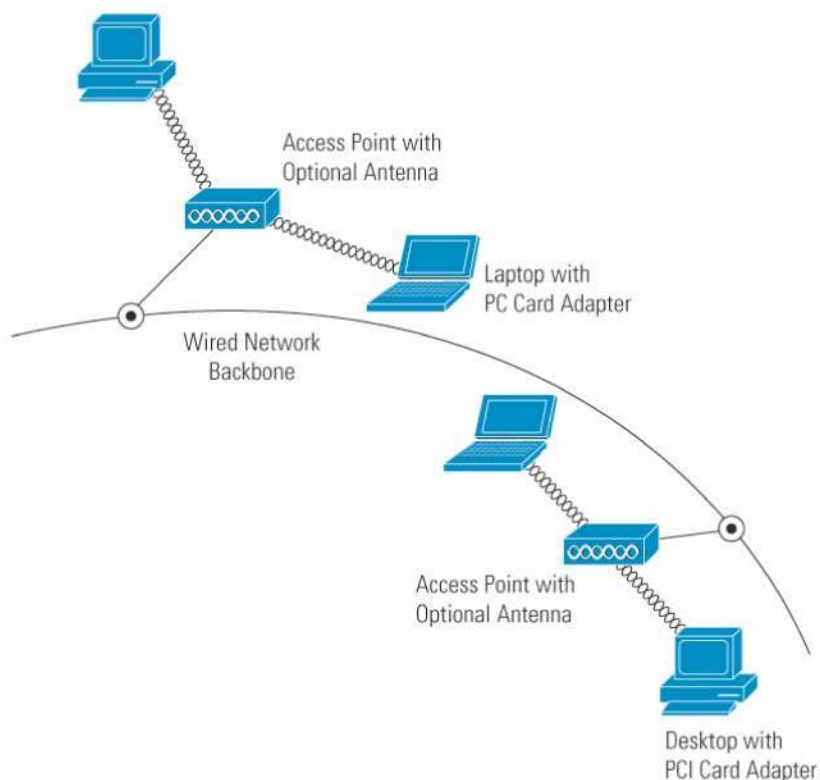 Access Point with
Optional Antenna
Laptop with
PC Card Adapter
Wired Network
Backbone
Access Point with
Optional Antenna
Desktop with
PCI Card Adapter